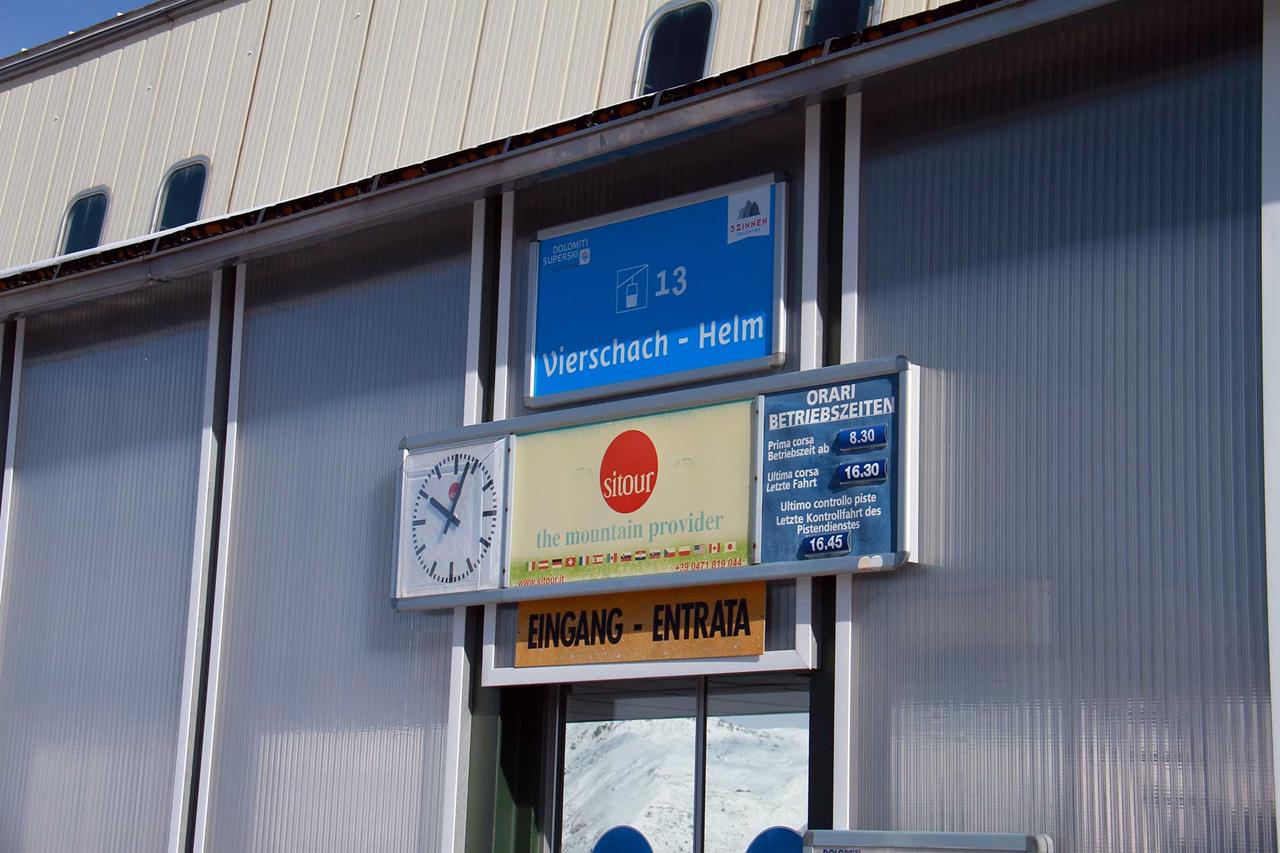 DOLOMITI
SUPERSKI
3 ZINNEN
DOLOMITES
13
Vierschach - Helm
sitour
the mountain provider
www.sitour.it
+39 0471 819 044
ORARI
BETRIEBSZEITEN
Prima corsa
Betriebszeit ab
8.30
Ultima corsa
Letzte Fahrt
16.30
Ultimo controllo piste
Letzte Kontrollfahrt des
Pistendienstes
16.45
EINGANG - ENTRATA
DOLOMITI